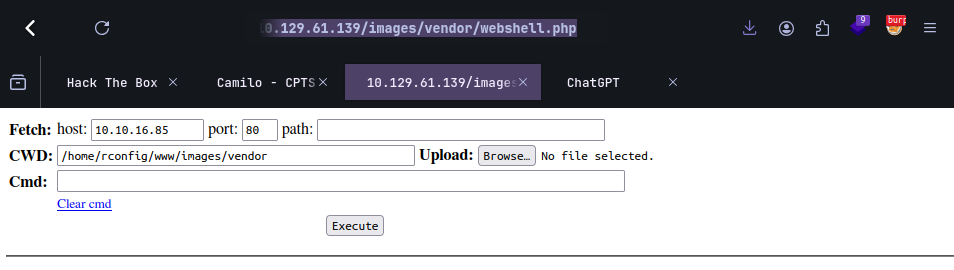 0.129.61.139/images/vendor/webshell.php
9
burp
Hack The Box
Camilo - CPTS
10.129.61.139/images
ChatGPT
Fetch: host: 10.10.16.85 port: 80 path:
CWD: /home/rconfig/www/images/vendor Upload: Browse… No file selected.
Cmd:
Clear cmd
Execute